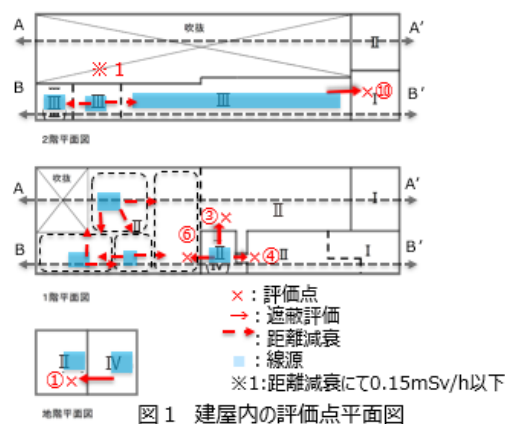 A 吹抜 Ⅱ A’
※１
B Ⅲ Ⅲ Ⅲ ×⑩ Ⅰ B’
2階平面図
吹抜
A Ⅱ Ⅱ Ⅰ A’
③×
⑥ Ⅱ Ⅱ Ⅰ
B × Ⅳ ×④ B’
1階平面図
×：評価点
→：遮蔽評価
：距離減衰
：線源
※1:距離減衰にて0.15mSv/h以下
Ⅱ Ⅳ
①×
地階平面図
図１ 建屋内の評価点平面図